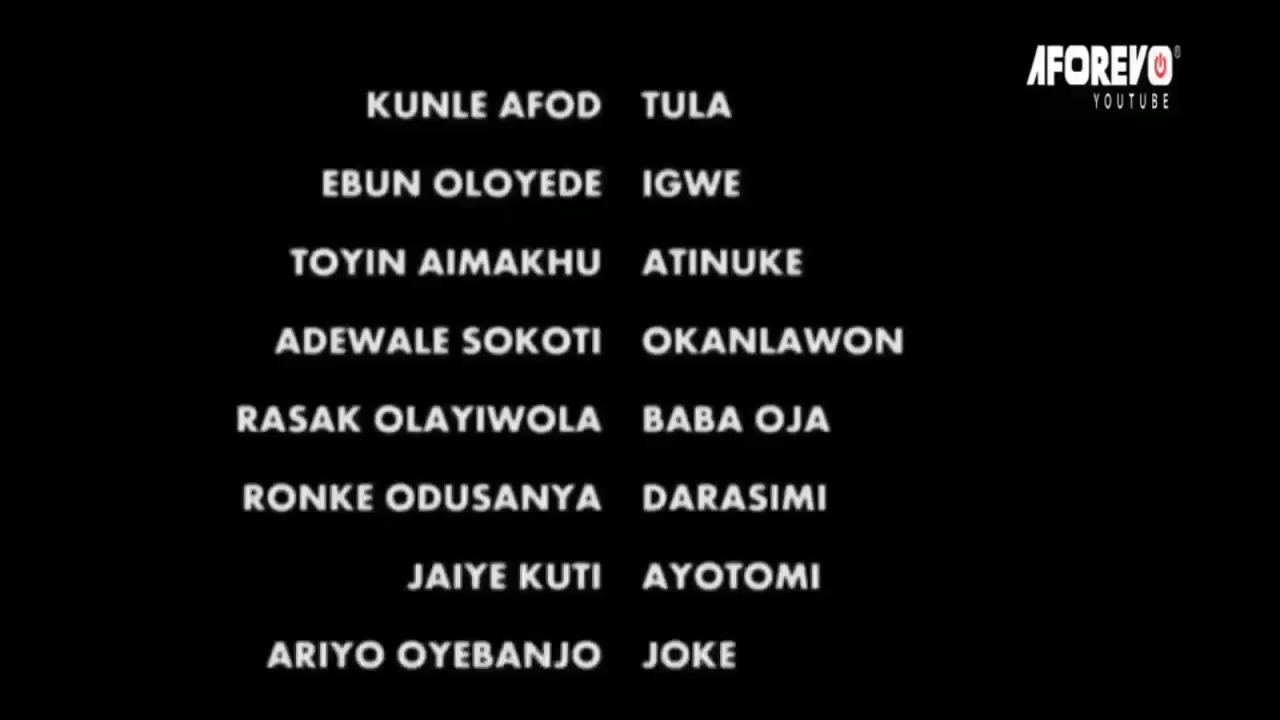 AFOREVO
YOUTUBE
KUNLE AFOD TULA
EBUN OLOYEDE IGWE
TOYIN AIMAKHU ATINUKE
ADEWALE SOKOTI OKANLAWON
RASAK OLAYIWOLA BABA OJA
RONKE ODUSANYA DARASIMI
JAIYE KUTI AYOTOMI
ARIYO OYEBANJO JOKE